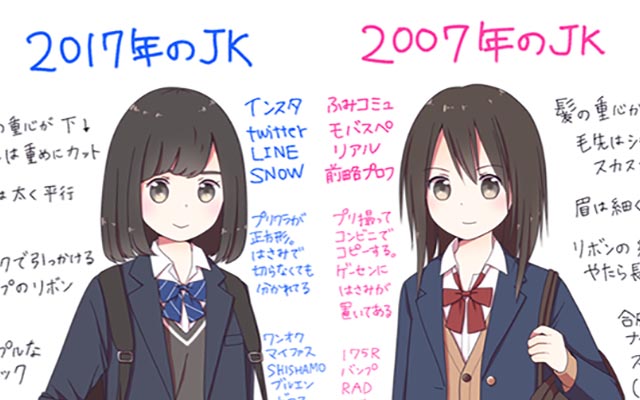 2017年のJK
の重心が 下↓
は重めにカット
は 太く 平行
クで引っかける
プのリボン
プルな
ック
インスタ
twitter
LINE
SNOW
プリクラが
正方形。
はさみで
切らなくても
分かれてる
ワンオク
マイファス
SHISHAMO
ブルエン
2007年のJK
ふみコミュ
モバスペ
リアル
前略プロフ
プリ撮って
コンビニで
コピーする。
ゲーセンに
はさみが
置いてある
175R
バンプ
RAD
髪の重心が
毛先はシ
スカス
眉は細く
リボンの
やたら長